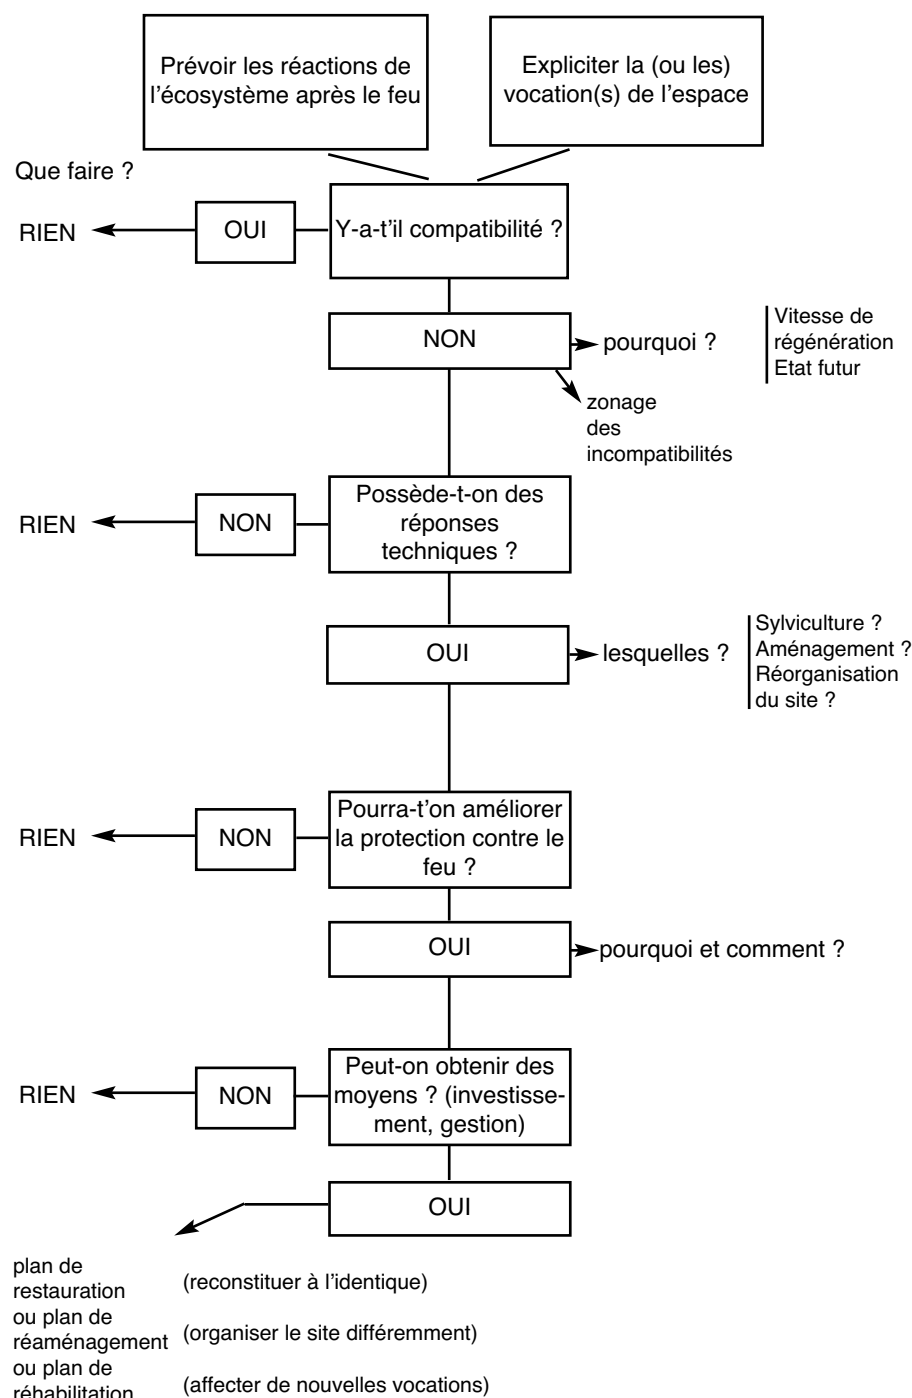 Prévoir les réactions de
l'écosystème après le feu
Expliciter la (ou les)
vocation(s) de l'espace
Que faire ?
RIEN
OUI
Y-a-t'il compatibilité ?
NON
pourquoi ?
Vitesse de
régénération
Etat futur
zonage
des
incompatibilités
RIEN
NON
Possède-t-on des
réponses
techniques ?
OUI
lesquelles ?
Sylviculture ?
Aménagement ?
Réorganisation
du site ?
RIEN
NON
Pourra-t'on améliorer
la protection contre le
feu ?
OUI
pourquoi et comment ?
RIEN
NON
Peut-on obtenir des
moyens ? (investisse-
ment, gestion)
OUI
plan de
restauration
(reconstituer à l'identique)
ou plan de
réaménagement
(organiser le site différemment)
ou plan de
réhabilitation
(affecter de nouvelles vocations)